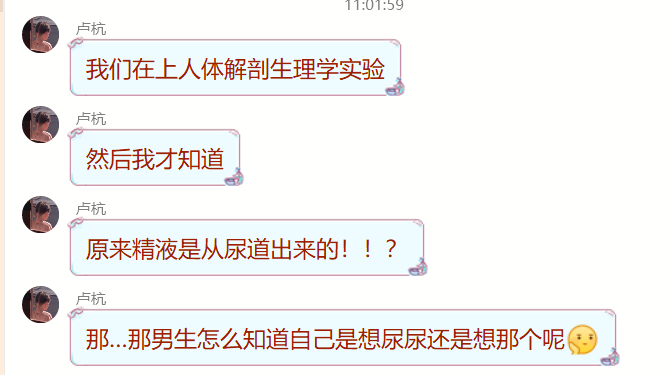 11:01:59
卢杭
我们在上人体解剖生理学实验
卢杭
然后我才知道
卢杭
原来精液是从尿道出来的！！？
卢杭
那...那男生怎么知道自己是想尿尿还是想那个呢🤔